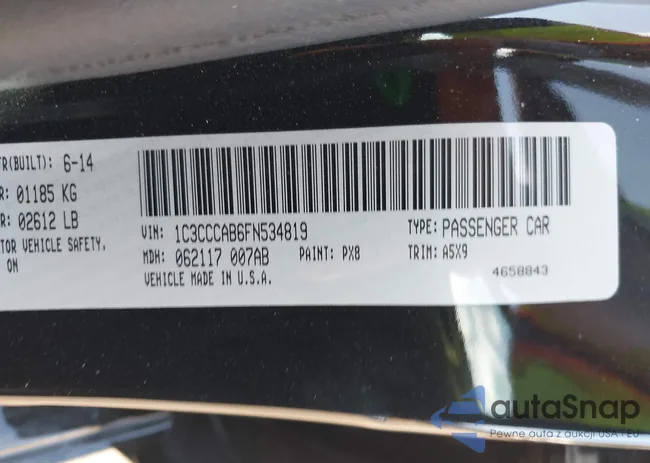 TR(BUILT): 6-14
R: 01185 KG
R: 02612 LB
TOR VEHICLE SAFETY,
ON
VIN: 1C3CCCAB6FN534819 TYPE: PASSENGER CAR
MDH: 062117 007AB PAINT: PX8 TRIM: A5X9
VEHICLE MADE IN U.S.A. 4658843
autaSnap
Pewne auta z aukcji USA i EU